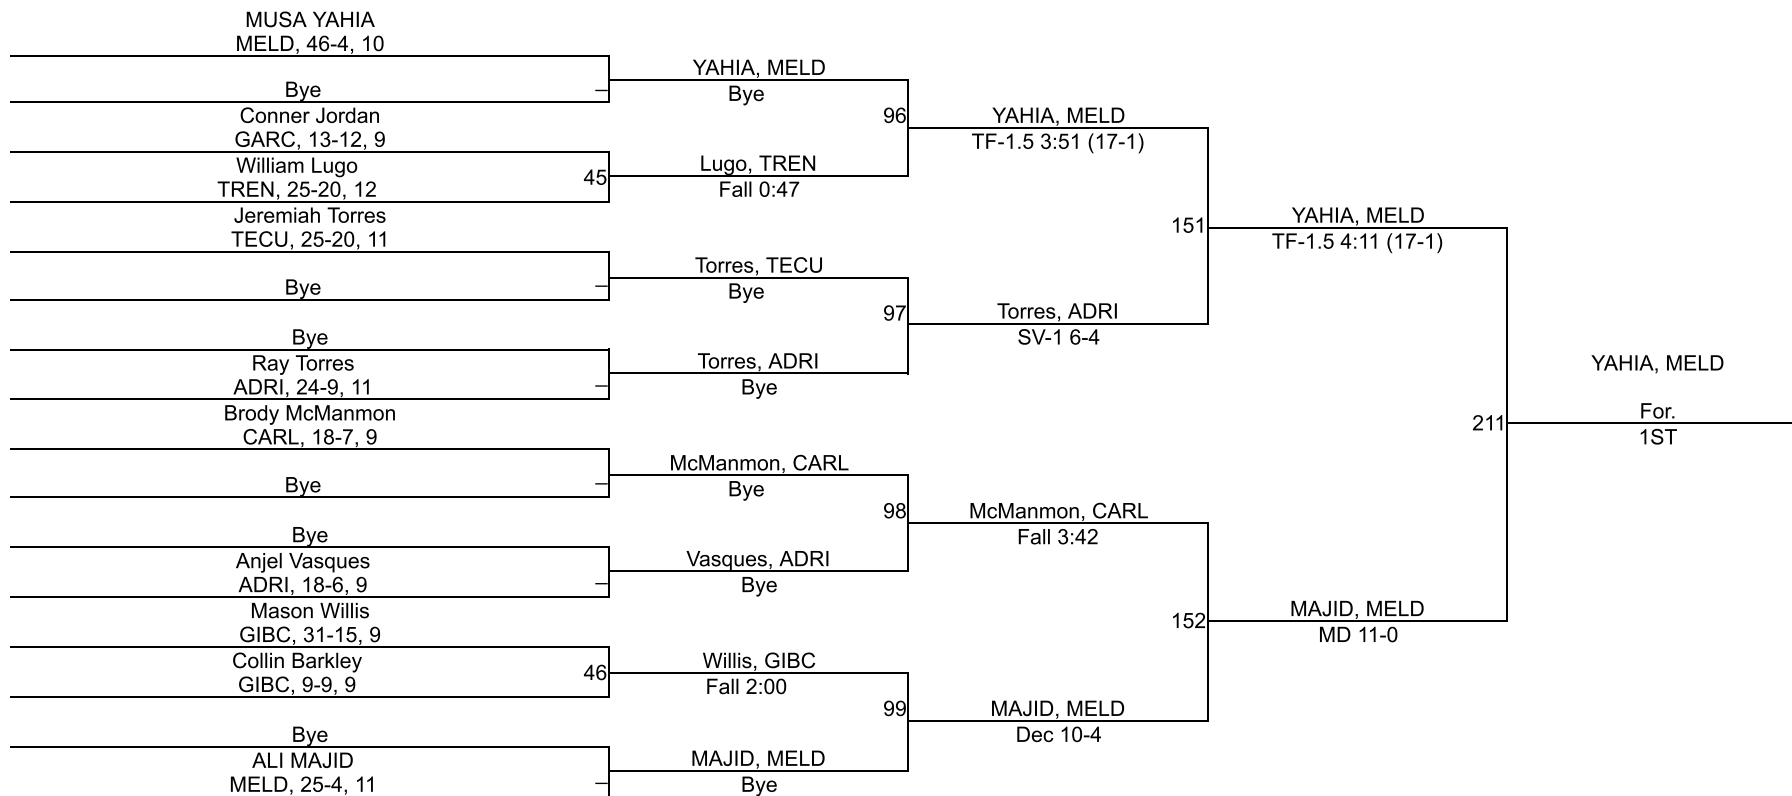 MUSA YAHIA
MELD, 46-4, 10
Bye
Conner Jordan
GARC, 13-12, 9
William Lugo
TREN, 25-20, 12
45
Jeremiah Torres
TECU, 25-20, 11
Bye
Bye
Ray Torres
ADRI, 24-9, 11
Brody McManmon
CARL, 18-7, 9
Bye
Bye
Anjel Vasques
ADRI, 18-6, 9
Mason Willis
GIBC, 31-15, 9
Collin Barkley
GIBC, 9-9, 9
46
Bye
ALI MAJID
MELD, 25-4, 11
YAHIA, MELD
Bye
96
Lugo, TREN
Fall 0:47
Torres, TECU
Bye
97
Torres, ADRI
Bye
McManmon, CARL
Bye
98
Vasques, ADRI
Bye
Willis, GIBC
Fall 2:00
99
MAJID, MELD
Bye
YAHIA, MELD
TF-1.5 3:51 (17-1)
151
Torres, ADRI
SV-1 6-4
McManmon, CARL
Fall 3:42
152
MAJID, MELD
Dec 10-4
YAHIA, MELD
TF-1.5 4:11 (17-1)
211
MAJID, MELD
MD 11-0
YAHIA, MELD
For.
1ST